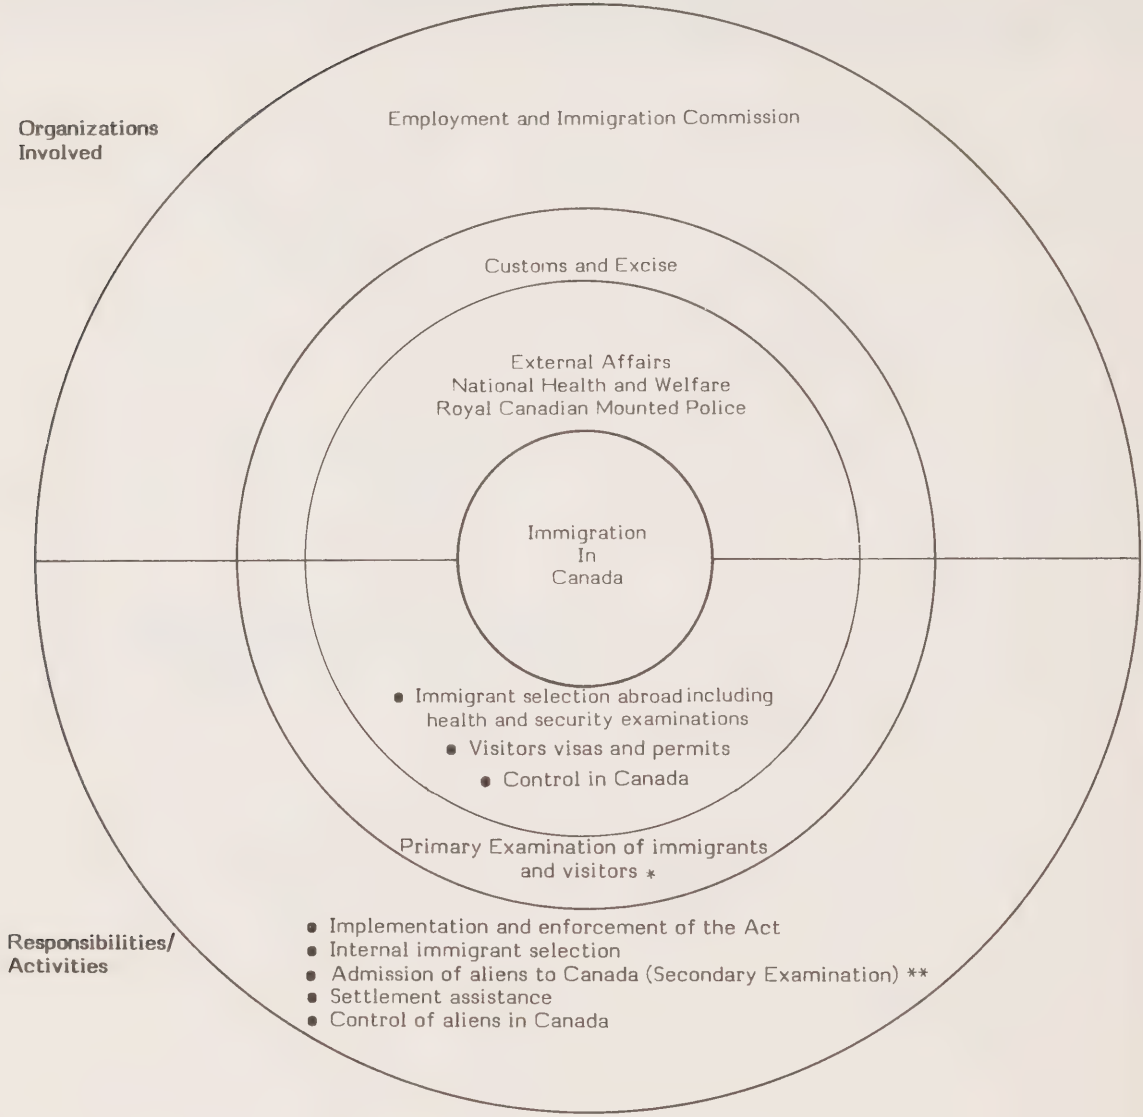 Organizations
Involved
Employment and Immigration Commission
Customs and Excise
External Affairs
National Health and Welfare
Royal Canadian Mounted Police
Immigration
In
Canada
● Immigrant selection abroad including
health and security examinations
● Visitors visas and permits
● Control in Canada
Primary Examination of immigrants
and visitors *
Responsibilities/
Activities
● Implementation and enforcement of the Act
● Internal immigrant selection
● Admission of aliens to Canada (Secondary Examination) **
● Settlement assistance
● Control of aliens in Canada